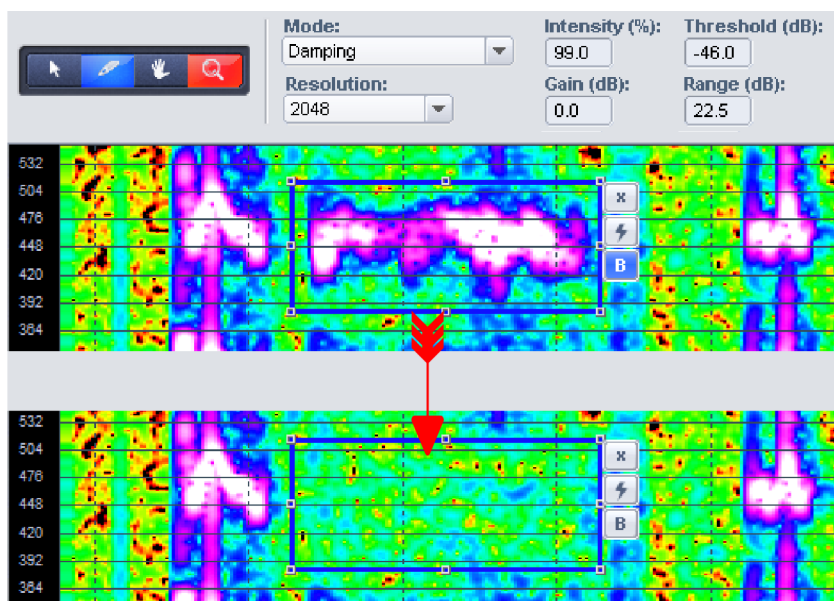 Mode: Intensity (%): Threshold (dB):
Damping 99.0 -46.0
Resolution: Gain (dB): Range (dB):
2048 0.0 22.5
532
504
476
448
420
392
364
x
B
532
504
476
448
420
392
364
x
B